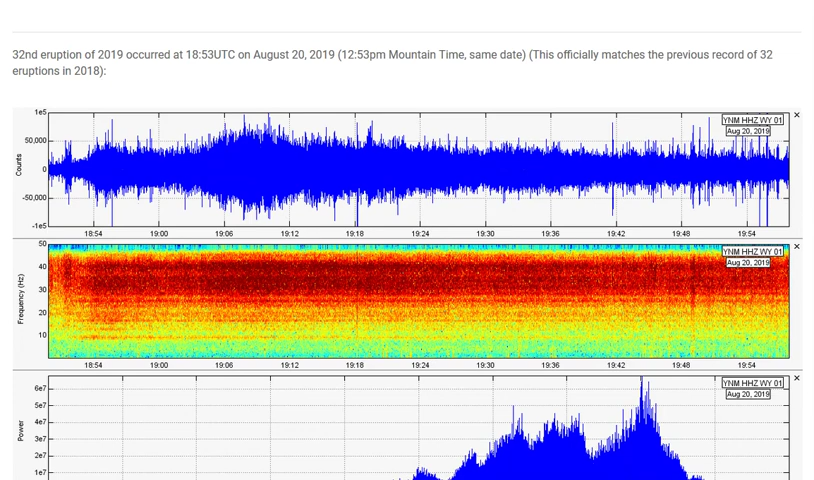 32nd eruption of 2019 occurred at 18:53UTC on August 20, 2019 (12:53pm Mountain Time, same date) (This officially matches the previous record of 32
eruptions in 2018):
1e5
50,000
0
-50,000
-1e5
Counts
YNM HHZ WY 01
Aug 20, 2019
×
18:54 19:00 19:06 19:12 19:18 19:24 19:30 19:36 19:42 19:48 19:54
50
40
30
20
10
Frequency (Hz)
YNM HHZ WY 01
Aug 20, 2019
×
18:54 19:00 19:06 19:12 19:18 19:24 19:30 19:36 19:42 19:48 19:54
6e7
5e7
4e7
3e7
2e7
1e7
Power
YNM HHZ WY 01
Aug 20, 2019
×